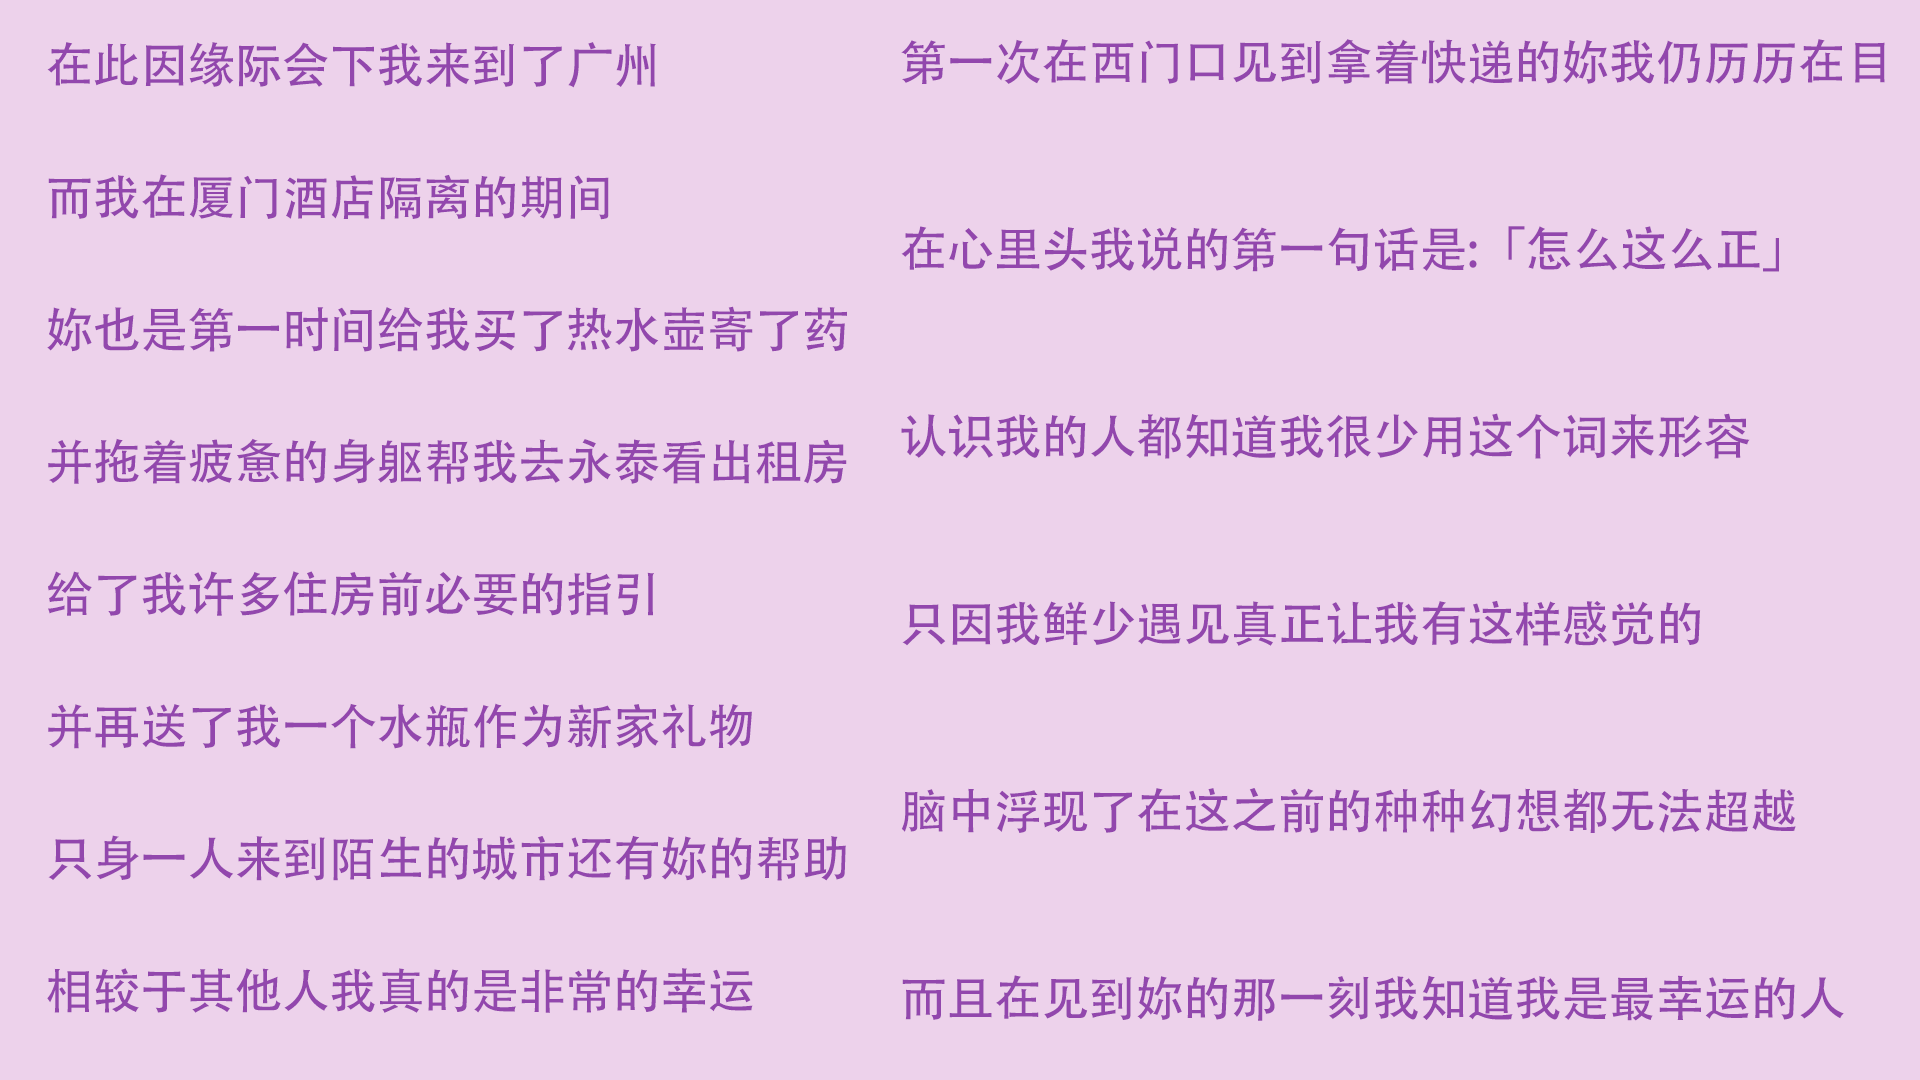 在此因缘际会下我来到了广州
而我在厦门酒店隔离的期间
妳也是第一时间给我买了热水壶寄了药
并拖着疲惫的身躯帮我去永泰看出租房
给了我许多住房前必要的指引
并再送了我一个水瓶作为新家礼物
只身一人来到陌生的城市还有妳的帮助
相较于其他人我真的是非常的幸运
第一次在西门口见到拿着快递的妳我仍历历在目
在心里头我说的第一句话是:「怎么这么正」
认识我的人都知道我很少用这个词来形容
只因我鲜少遇见真正让我有这样感觉的
脑中浮现了在这之前的种种幻想都无法超越
而且在见到妳的那一刻我知道我是最幸运的人